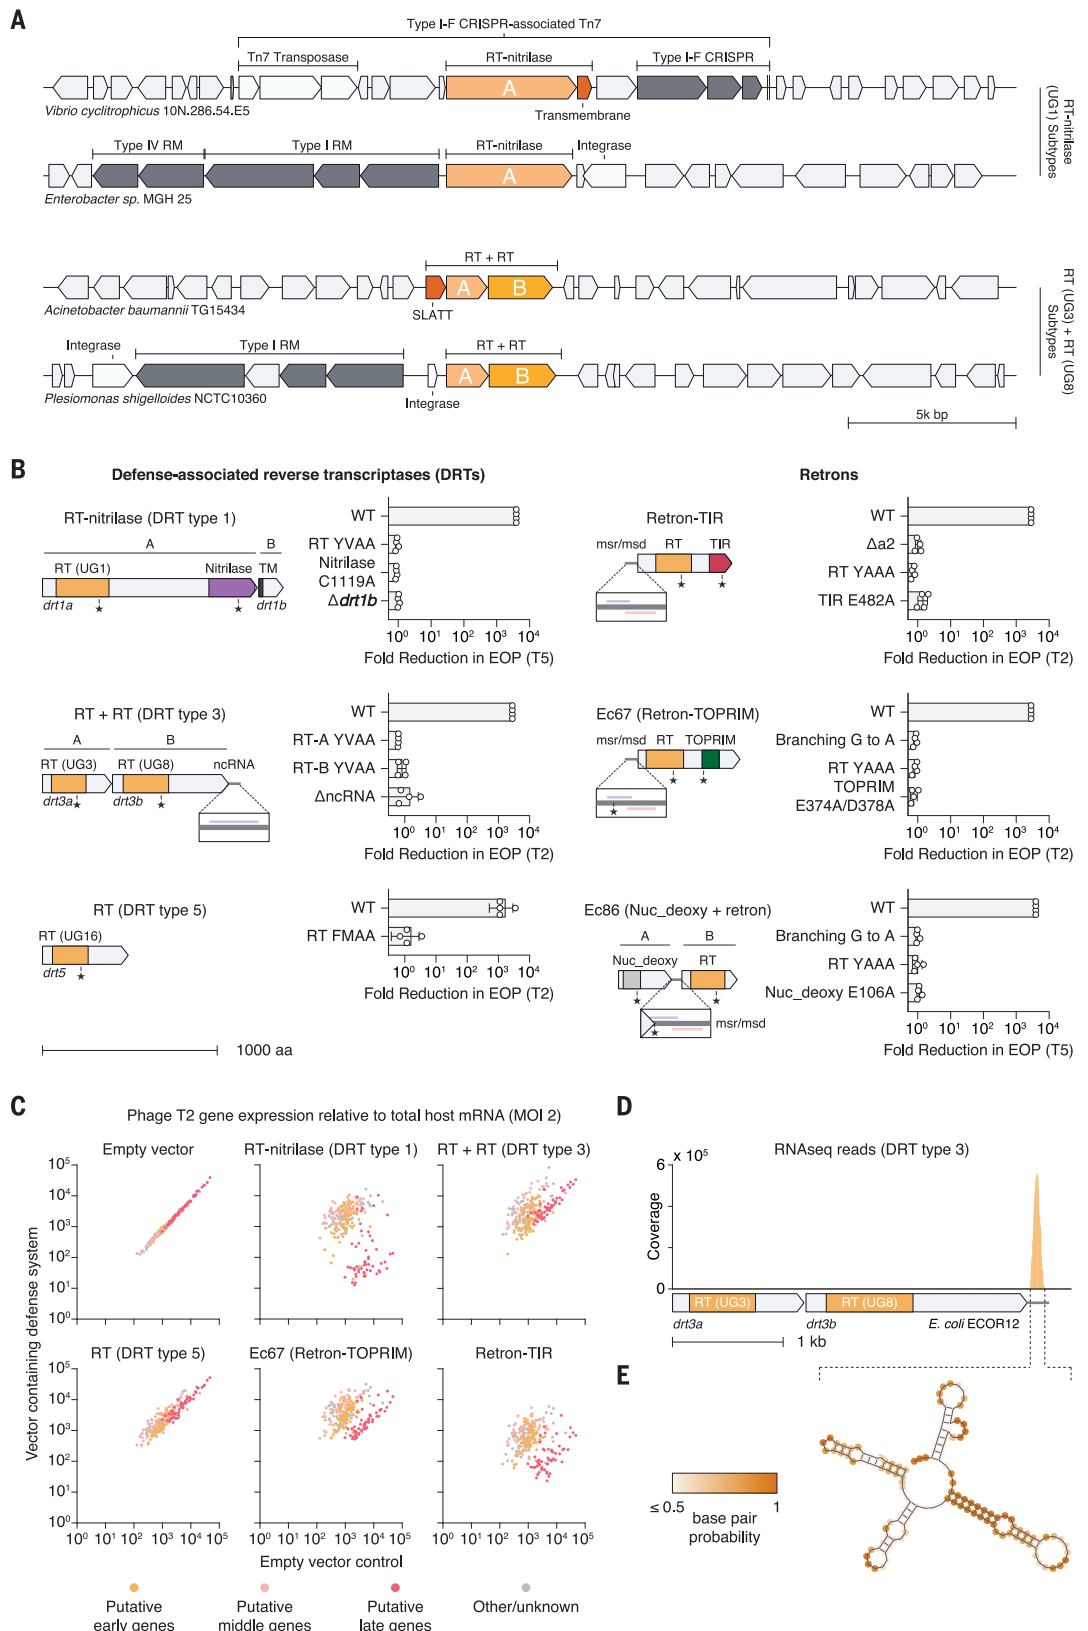 A
Type I-F CRISPR-associated Tn7
Tn7 Transposase
RT-nitrilase
Type I-F CRISPR
A
Vibrio cyclitrophicus 10N.286.54.E5
Transmembrane
Type IV RM
Type I RM
RT-nitrilase
Integrase
A
Enterobacter sp. MGH 25
RT-nitrilase
(UG1) Subtypes
RT + RT
A
B
Acinetobacter baumannii TG15434
SLATT
Integrase
Type I RM
RT + RT
A
B
Plesiomonas shigelloides NCTC10360
Integrase
RT (UG3) + RT (UG8)
Subtypes
5k bp
B
Defense-associated reverse transcriptases (DRTs)
Retrons
RT-nitrilase (DRT type 1)
A
B
RT (UG1)
Nitrilase
TM
drt1a
drt1b
WT
RT YVAA
Nitrilase
C1119A
Δdrt1b
10⁰ 10¹ 10² 10³ 10⁴
Fold Reduction in EOP (T5)
Retron-TIR
msr/msd
RT
TIR
WT
Δa2
RT YAAA
TIR E482A
10⁰ 10¹ 10² 10³ 10⁴
Fold Reduction in EOP (T2)
RT + RT (DRT type 3)
A
B
RT (UG3)
RT (UG8)
ncRNA
drt3a
drt3b
WT
RT-A YVAA
RT-B YVAA
ΔncRNA
10⁰ 10¹ 10² 10³ 10⁴
Fold Reduction in EOP (T2)
Ec67 (Retron-TOPRIM)
msr/msd
RT
TOPRIM
WT
Branching G to A
RT YAAA
TOPRIM
E374A/D378A
10⁰ 10¹ 10² 10³ 10⁴
Fold Reduction in EOP (T2)
RT (DRT type 5)
RT (UG16)
drt5
WT
RT FMAA
10⁰ 10¹ 10² 10³ 10⁴
Fold Reduction in EOP (T2)
1000 aa
Ec86 (Nuc_deoxy + retron)
A
B
Nuc_deoxy
RT
msr/msd
WT
Branching G to A
RT YAAA
Nuc_deoxy E106A
10⁰ 10¹ 10² 10³ 10⁴
Fold Reduction in EOP (T5)
C
Phage T2 gene expression relative to total host mRNA (MOI 2)
Empty vector
RT-nitrilase (DRT type 1)
RT + RT (DRT type 3)
10⁵
10⁴
10³
10²
10¹
10⁰
RT (DRT type 5)
Ec67 (Retron-TOPRIM)
Retron-TIR
10⁵
10⁴
10³
10²
10¹
10⁰
Vector containing defense system
10⁰ 10¹ 10² 10³ 10⁴ 10⁵
10⁰ 10¹ 10² 10³ 10⁴ 10⁵
10⁰ 10¹ 10² 10³ 10⁴ 10⁵
Empty vector control
Putative
early genes
Putative
middle genes
Putative
late genes
Other/unknown
D
RNAseq reads (DRT type 3)
x 10⁵
6
3
0
Coverage
RT (UG3)
RT (UG8)
drt3a
drt3b
E. coli ECOR12
1 kb
E
≤ 0.5
1
base pair
probability